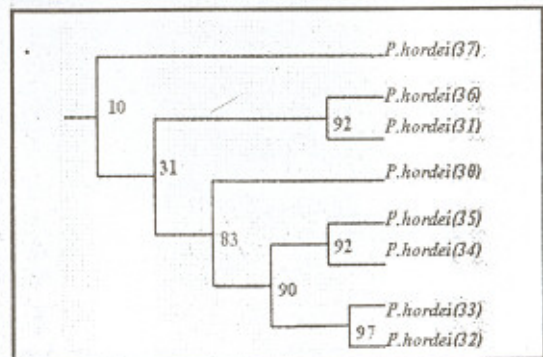 P.hordei(37)
10
P.hordei(36)
92
P.hordei(31)
31
P.hordei(30)
83
P.hordei(35)
92
P.hordei(34)
90
P.hordei(33)
97
P.hordei(32)